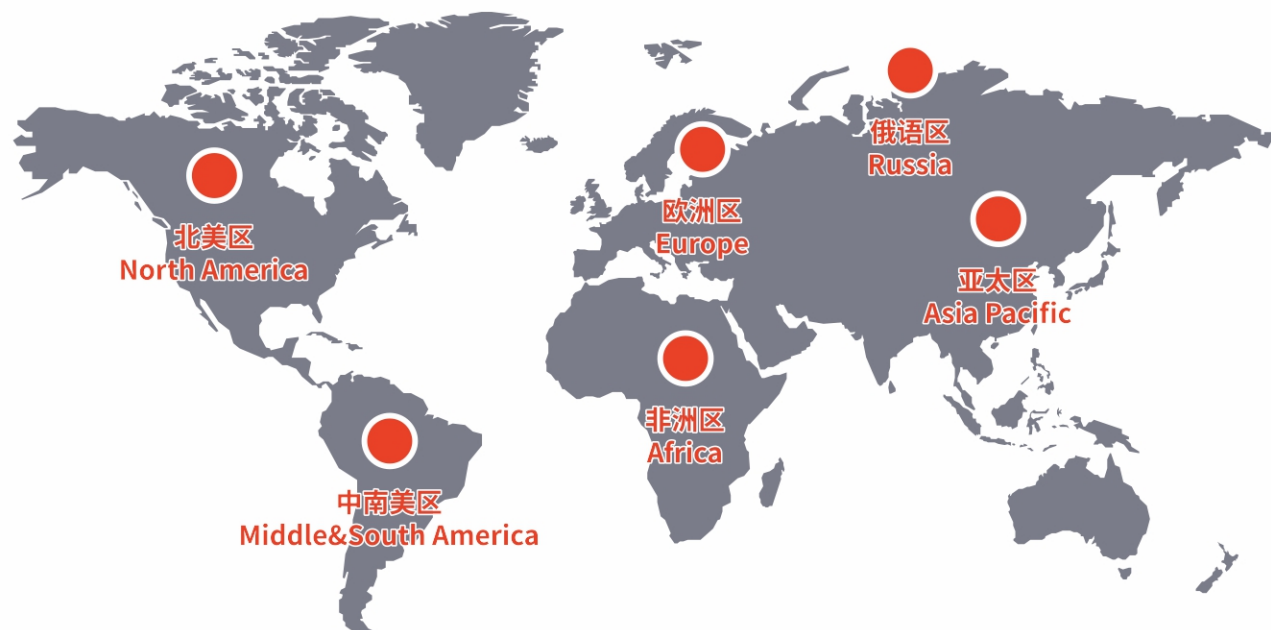 俄语区
Russia
欧洲区
Europe
北美区
North America
亚太区
Asia Pacific
非洲区
Africa
中南美区
Middle&South America